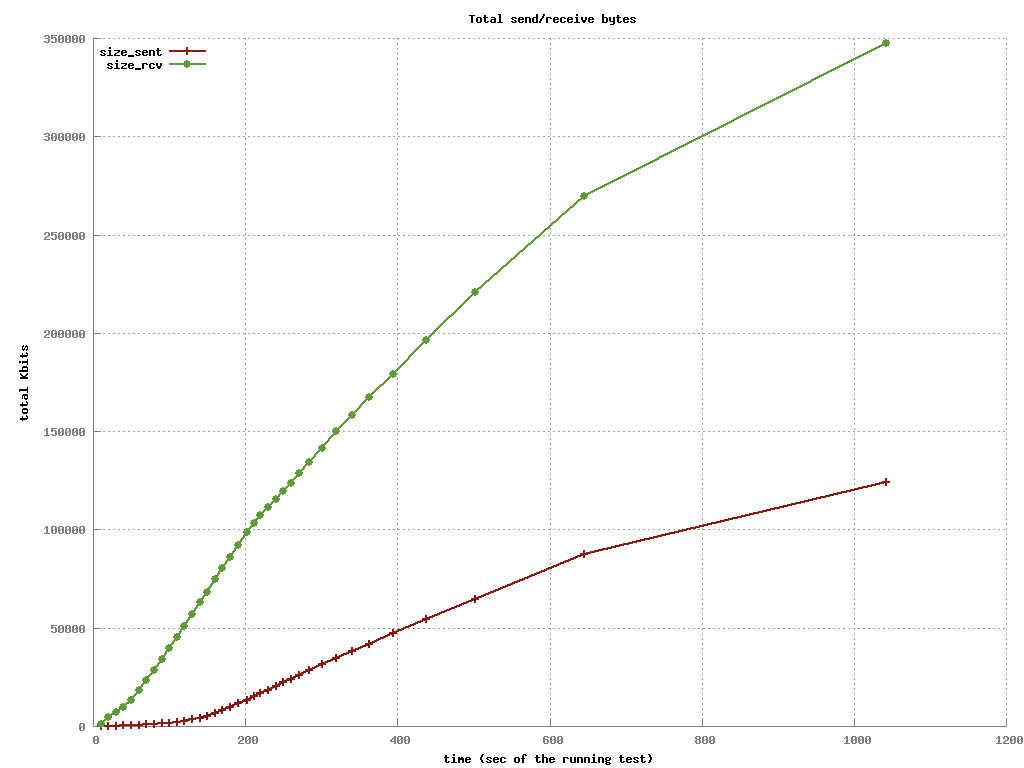 Total send/receive bytes
350000
size_sent
size_rcv
300000
250000
200000
total Kbits
150000
100000
50000
0
0 200 400 600 800 1000 1200
time (sec of the running test)